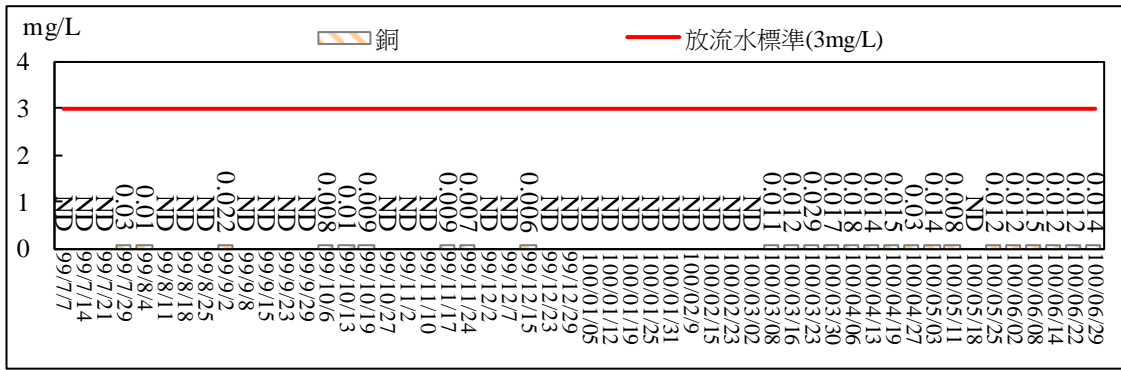 mg/L
銅
放流水標準(3mg/L)
4
3
2
1
0
ND
ND
ND
0.03
0.01
ND
ND
ND
0.022
ND
ND
ND
ND
0.008
0.01
0.009
ND
ND
ND
0.009
0.007
ND
ND
0.006
ND
ND
ND
ND
ND
ND
ND
ND
ND
ND
ND
0.011
0.012
0.029
0.017
0.018
0.014
0.015
0.03
0.014
0.008
ND
0.012
0.012
0.015
0.012
0.012
0.014
99/7/7
99/7/14
99/7/21
99/7/29
99/8/4
99/8/11
99/8/18
99/8/25
99/9/2
99/9/8
99/9/15
99/9/23
99/9/29
99/10/6
99/10/13
99/10/19
99/10/27
99/11/2
99/11/10
99/11/17
99/11/24
99/12/2
99/12/7
99/12/15
99/12/23
99/12/29
100/01/05
100/01/12
100/01/19
100/01/25
100/01/31
100/02/9
100/02/15
100/02/23
100/03/02
100/03/08
100/03/16
100/03/23
100/03/30
100/04/06
100/04/13
100/04/19
100/04/27
100/05/03
100/05/11
100/05/18
100/05/25
100/06/02
100/06/08
100/06/14
100/06/22
100/06/29